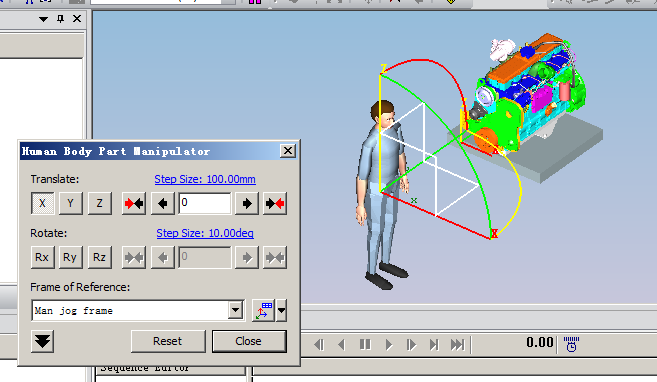 Z
X
x
Human Body Part Manipulator
Translate:
Step Size: 100.00mm
X Y Z 0
Rotate:
Step Size: 10.00deg
Rx Ry Rz 0
Frame of Reference:
Man jog frame
Reset Close
0.00
Sequence Editor